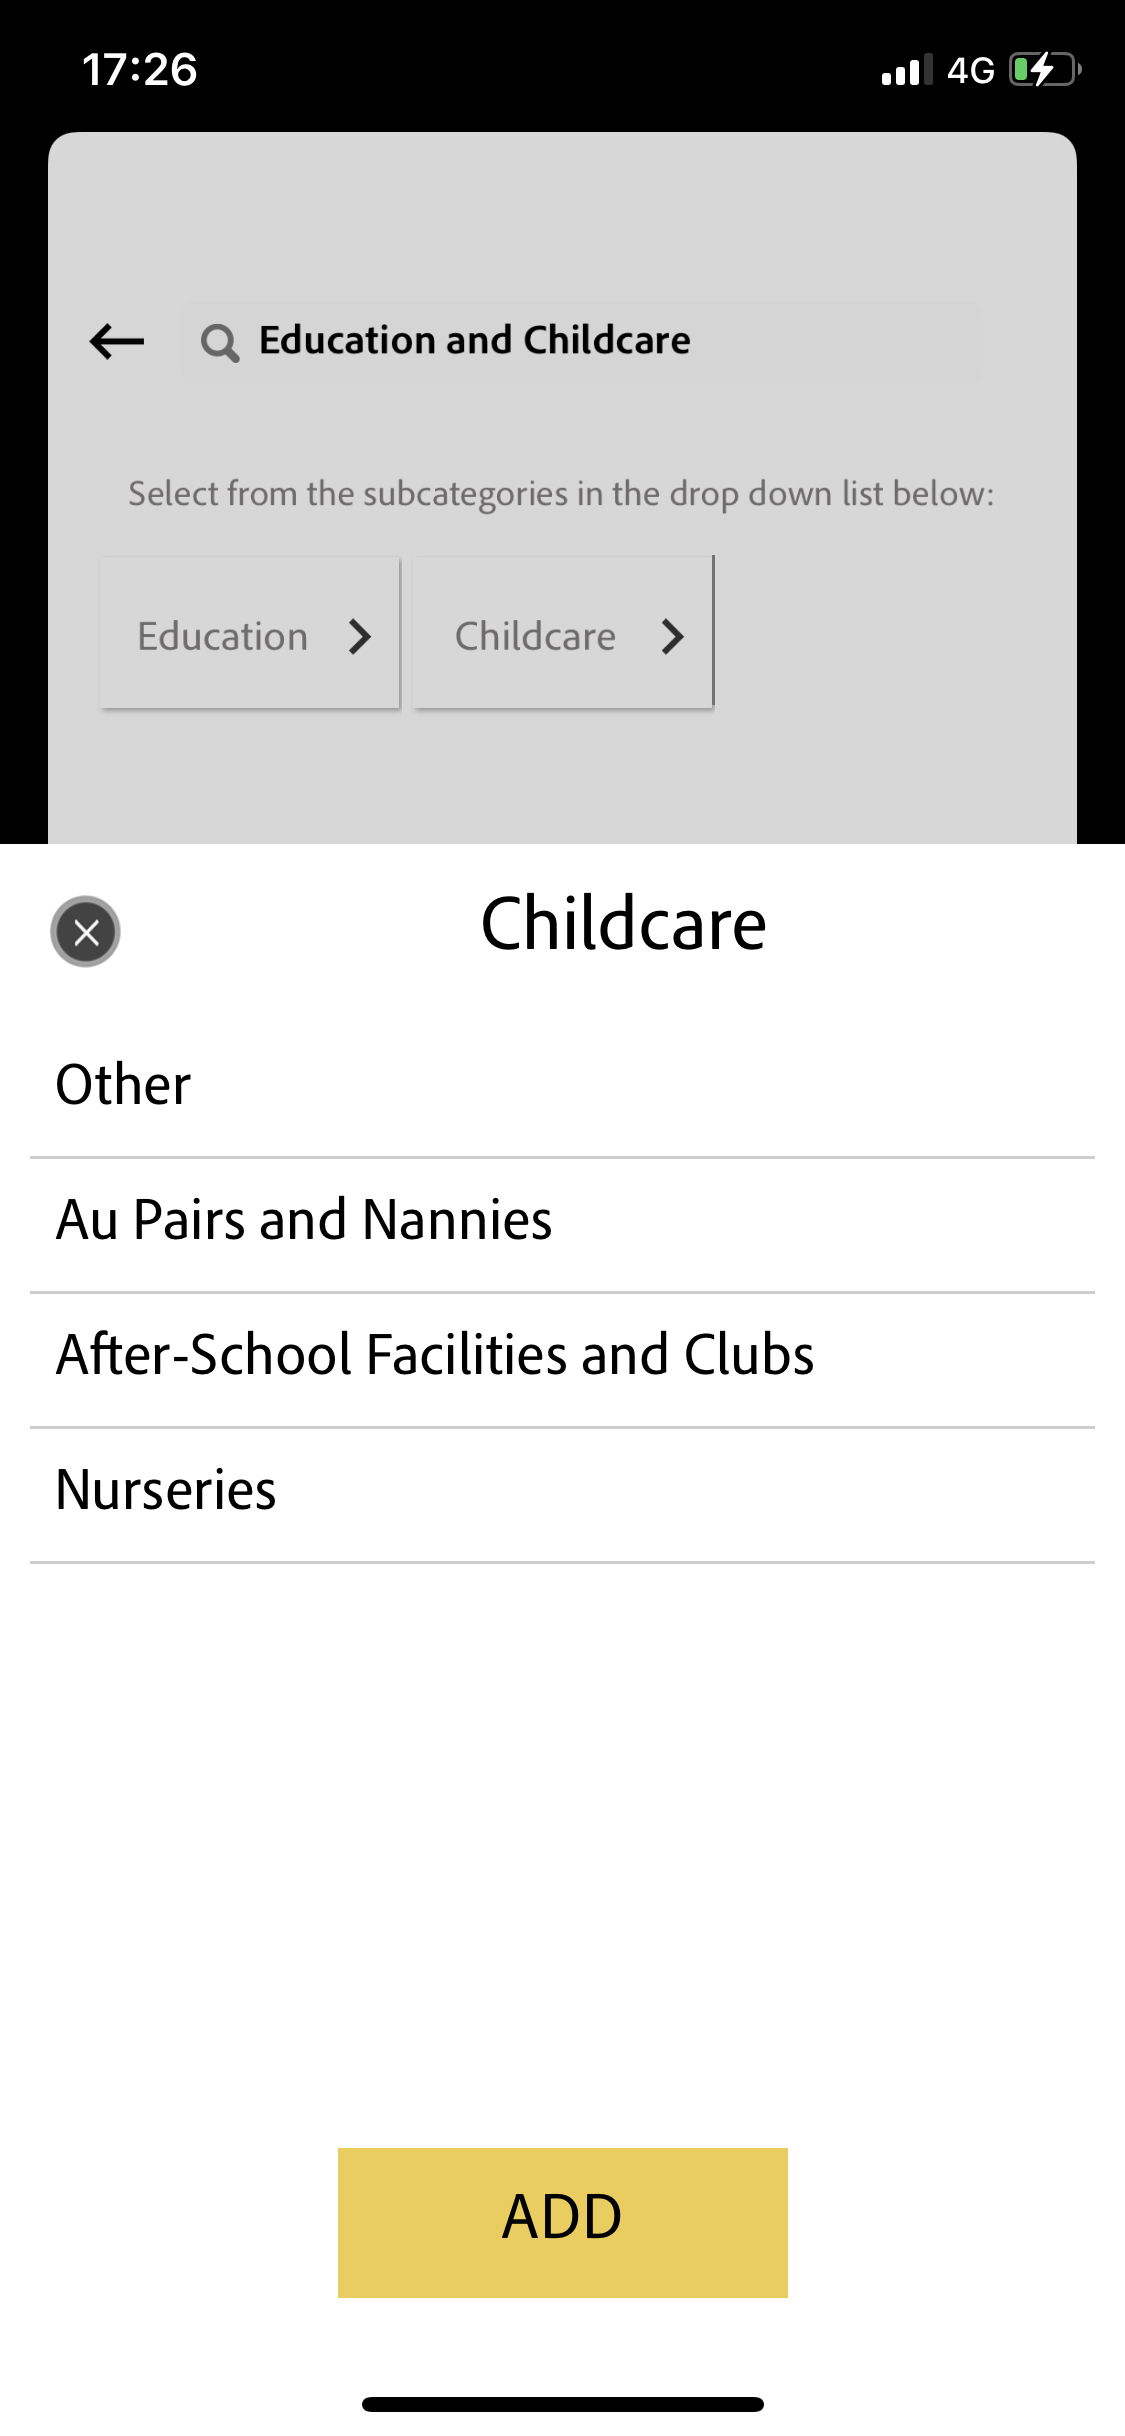 17:26
4G
Education and Childcare
Select from the subcategories in the drop down list below:
Education
Childcare
Childcare
Other
Au Pairs and Nannies
After-School Facilities and Clubs
Nurseries
ADD